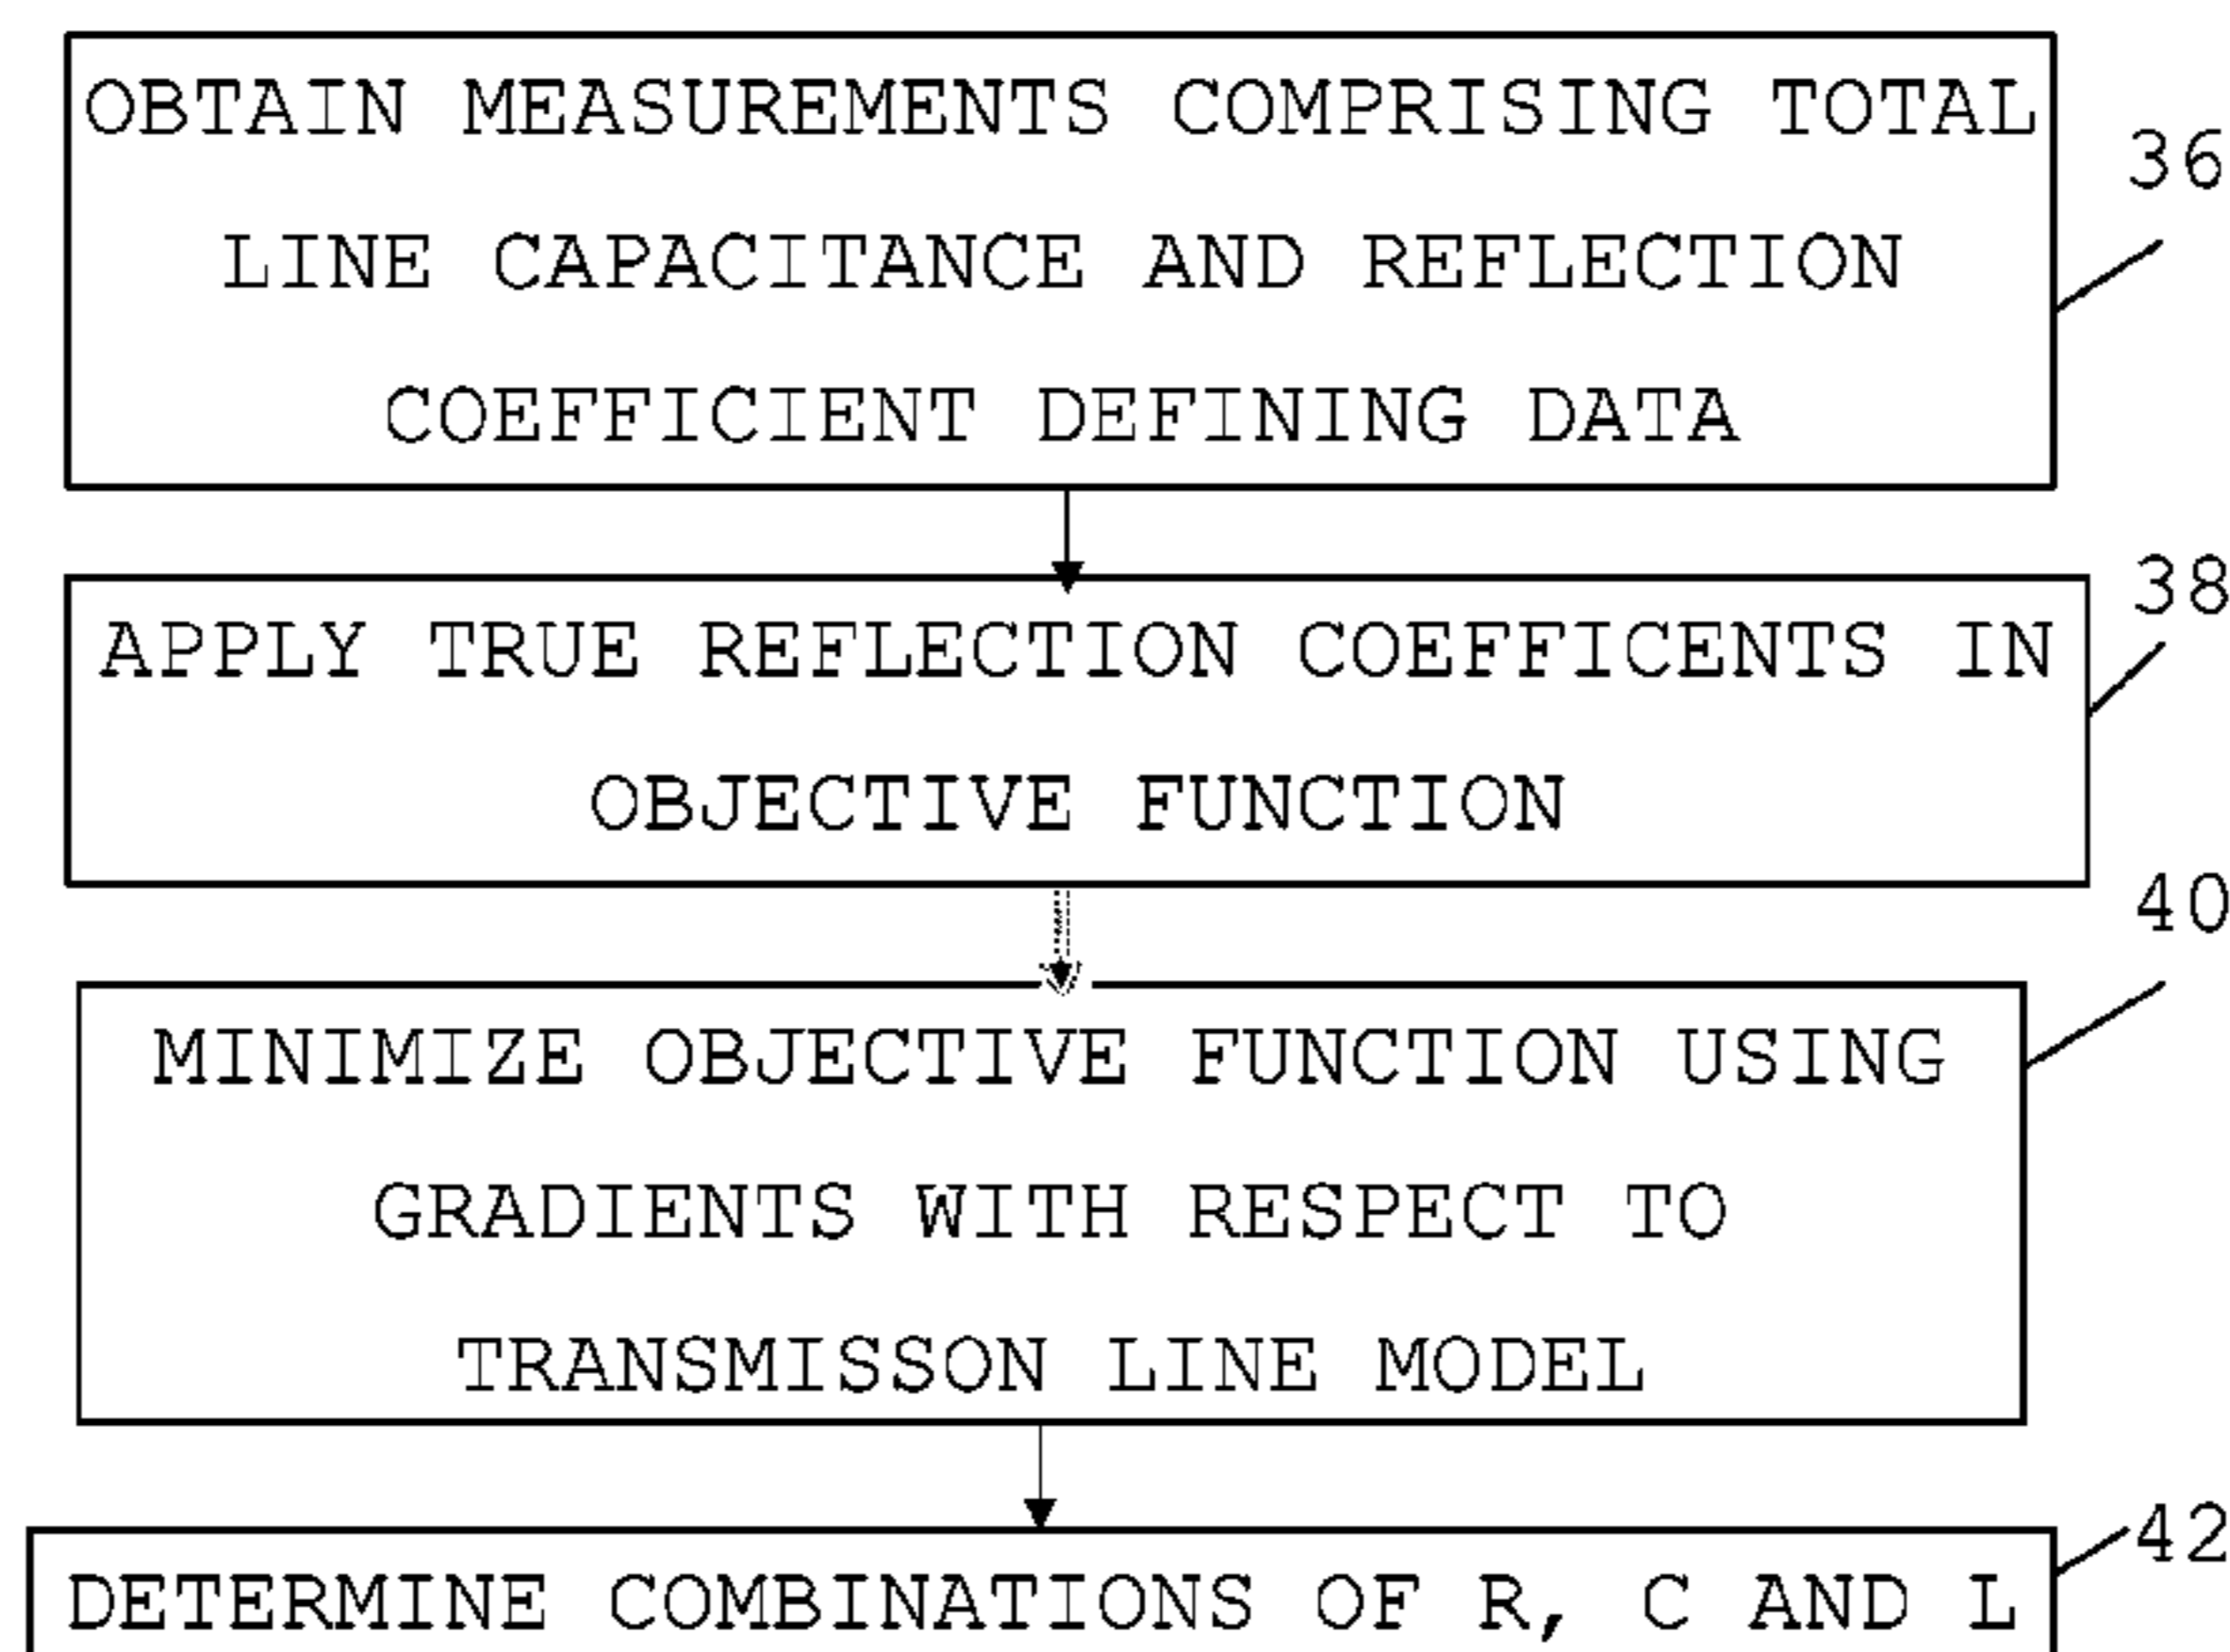 OBTAIN MEASUREMENTS COMPRISING TOTAL
LINE CAPACITANCE AND REFLECTION
COEFFICIENT DEFINING DATA
36
APPLY TRUE REFLECTION COEFFICENTS IN
OBJECTIVE FUNCTION
38
MINIMIZE OBJECTIVE FUNCTION USING
GRADIENTS WITH RESPECT TO
TRANSMISSON LINE MODEL
40
DETERMINE COMBINATIONS OF R, C AND L
42